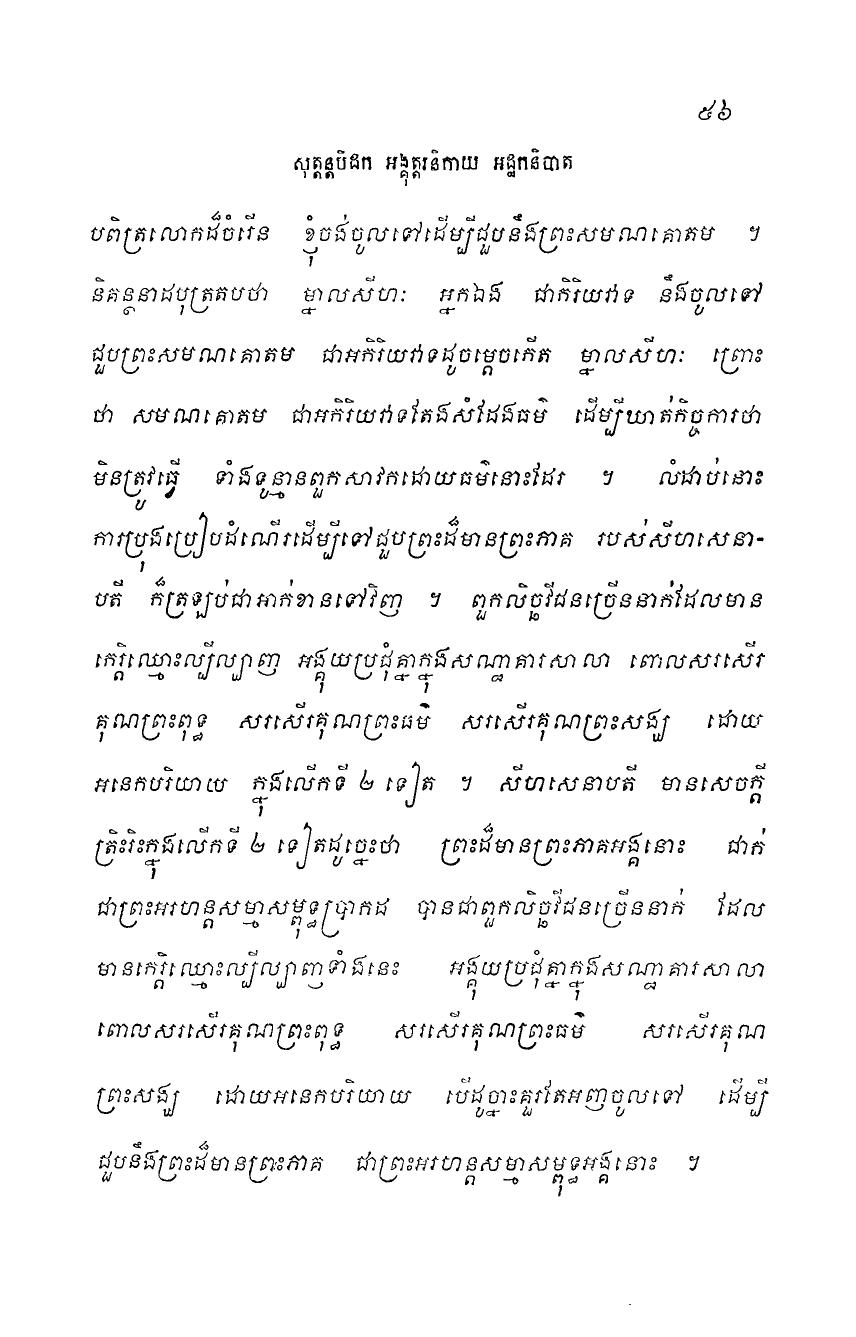 ៥៦
សុត្តន្តបិដក អង្គុត្តរនិកាយ អដ្ឋកនិបាត
បពិត្រលោកដ៏ចំរើន ខ្ញុំចង់ចូលទៅដើម្បីជួបនឹងព្រះសមណគោតម ។
និគន្ថនាដបុត្រតបថា ម្នាលសីហៈ អ្នកឯង ជាកិរិយវាទ នឹងចូលទៅ
ជួបព្រះសមណគោតម ជាអកិរិយវាទដូចម្តេចកើត ម្នាលសីហៈ ព្រោះ
ថា សមណគោតម ជាអកិរិយវាទតែងសំដែងធម៌ ដើម្បីឃាត់កិច្ចការថា
មិនត្រូវធ្វើ ទាំងទូន្មានពួកសាវកដោយធម៌នោះដែរ ។ លំដាប់នោះ
ការប្រុងប្រៀបដំណើរដើម្បីទៅជួបព្រះដ៏មានព្រះភាគ របស់សីហសេនា-
បតី ក៏ត្រឡប់ជាអាក់ខានទៅវិញ ។ ពួកលិច្ឆវីជនច្រើននាក់ដែលមាន
កេរ្តិ៍ឈ្មោះល្បីល្បាញ អង្គុយប្រជុំគ្នាក្នុងសណ្ឋាគារសាលា ពោលសរសើរ
គុណព្រះពុទ្ធ សរសើរគុណព្រះធម៌ សរសើរគុណព្រះសង្ឃ ដោយ
អនេកបរិយាយ ក្នុងលើកទី ២ ទៀត ។ សីហសេនាបតី មានសេចក្តី
ត្រិះរិះក្នុងលើកទី ២ ទៀតដូច្នេះថា ព្រះដ៏មានព្រះភាគអង្គនោះ ជាក់
ជាព្រះអរហន្តសម្មាសម្ពុទ្ធប្រាកដ បានជាពួកលិច្ឆវីជនច្រើននាក់ ដែល
មានកេរ្តិ៍ឈ្មោះល្បីល្បាញទាំងនេះ អង្គុយប្រជុំគ្នាក្នុងសណ្ឋាគារសាលា
ពោលសរសើរគុណព្រះពុទ្ធ សរសើរគុណព្រះធម៌ សរសើរគុណ
ព្រះសង្ឃ ដោយអនេកបរិយាយ បើដូច្នោះគួរតែអញចូលទៅ ដើម្បី
ជួបនឹងព្រះដ៏មានព្រះភាគ ជាព្រះអរហន្តសម្មាសម្ពុទ្ធអង្គនោះ ។